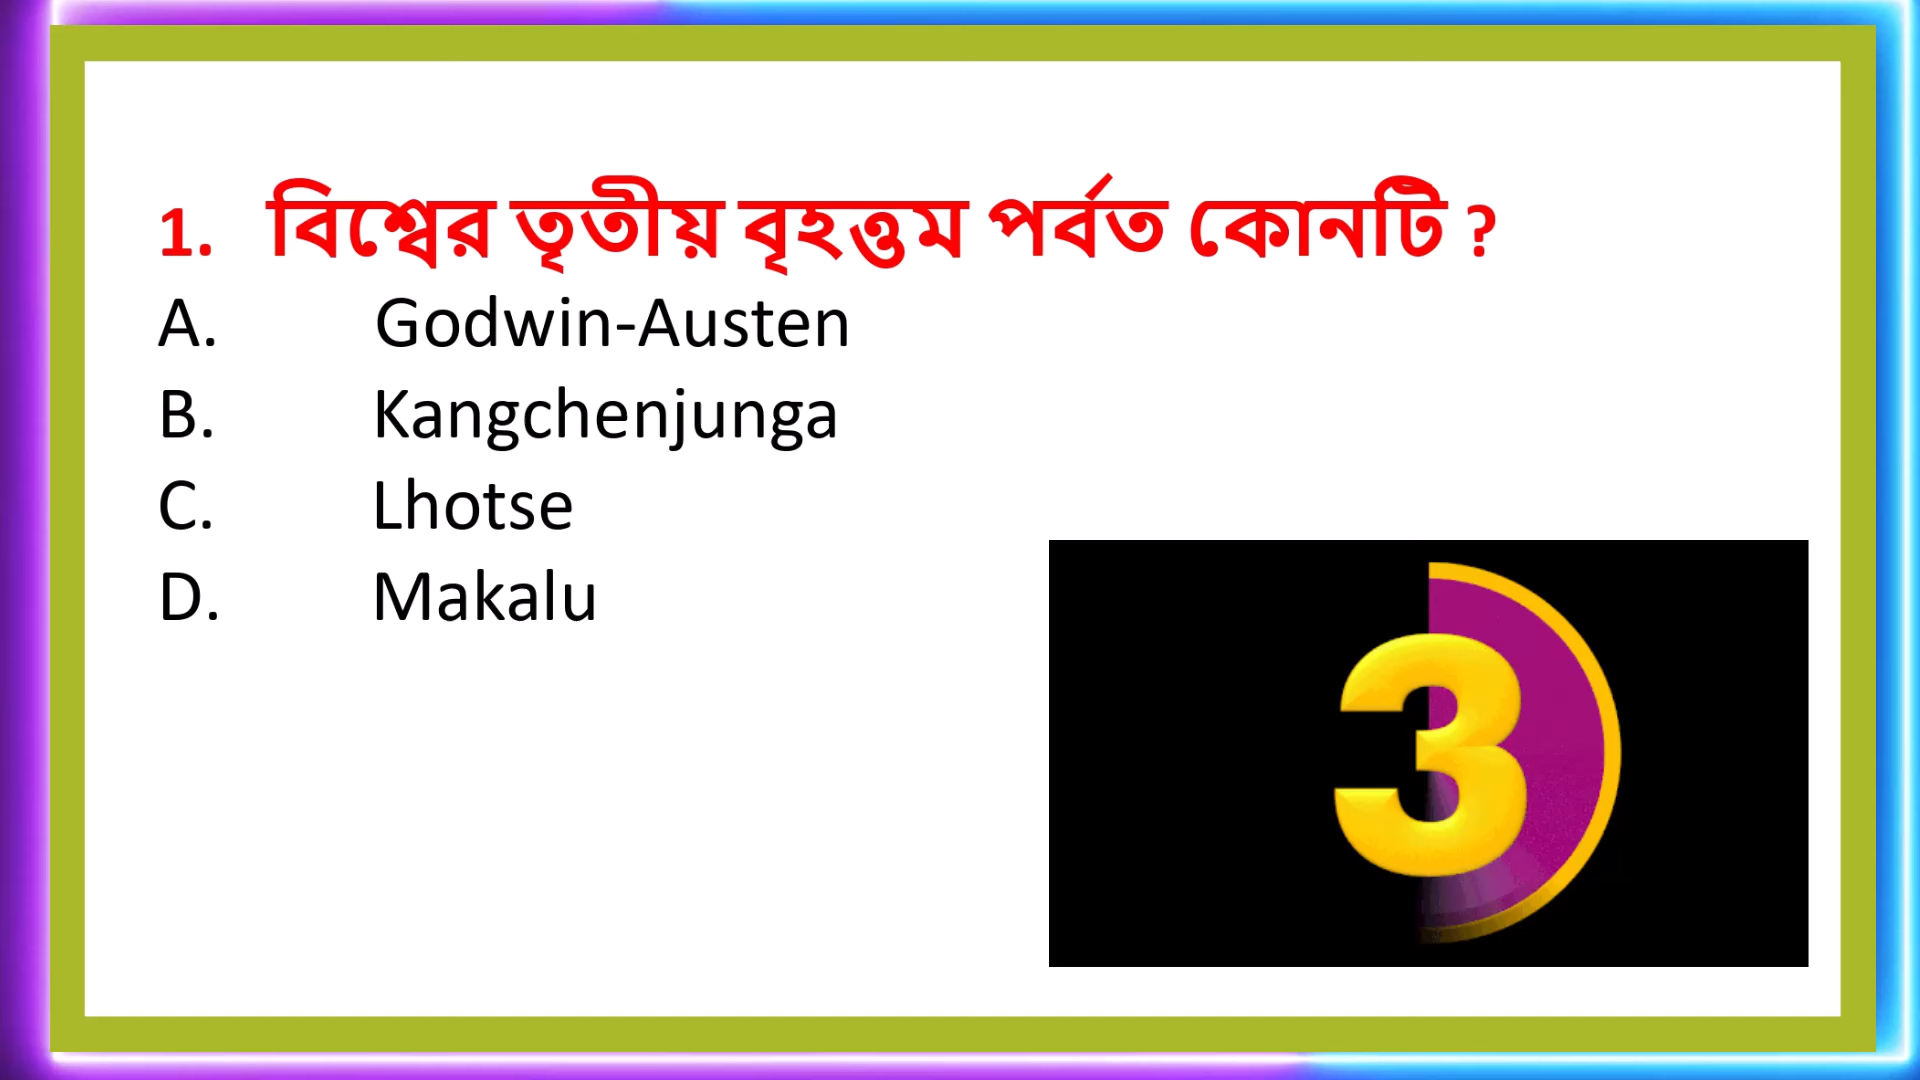 1. বিশ্বের তৃতীয় বৃহত্তম পর্বত কোনটি ?
A. Godwin-Austen
B. Kangchenjunga
C. Lhotse
D. Makalu
3